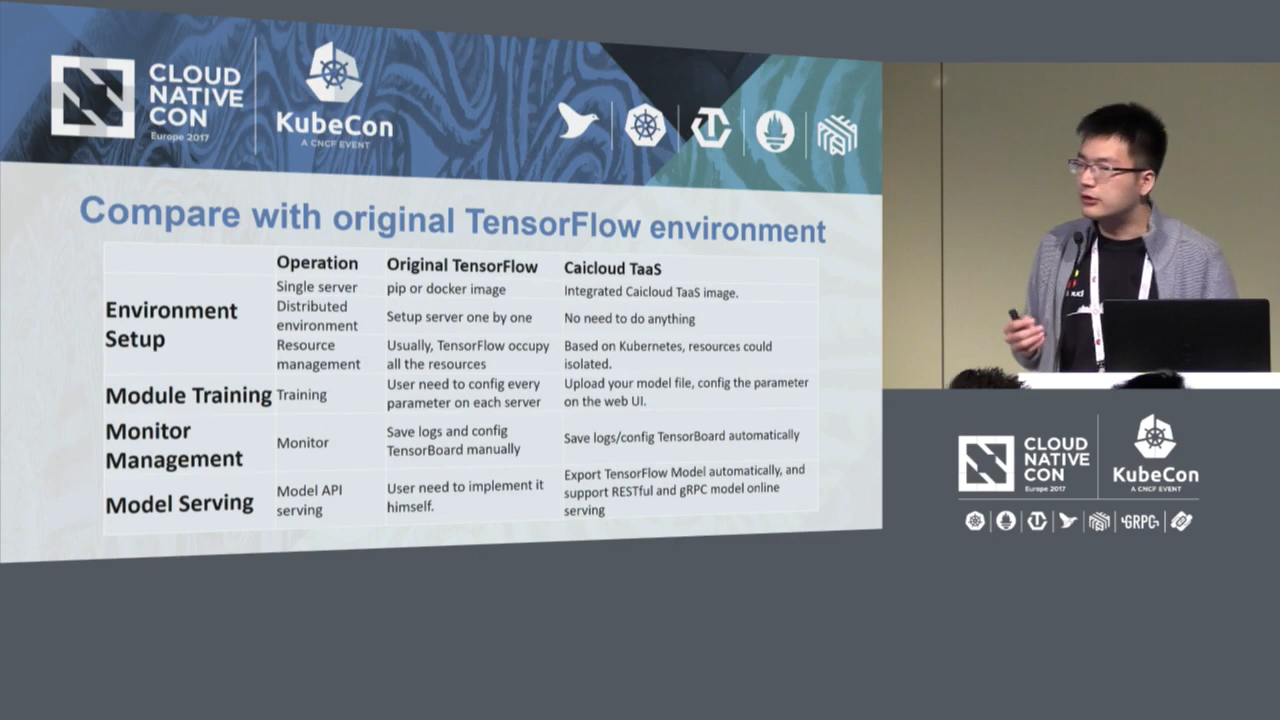 CLOUD
NATIVE
CON
Europe 2017
KubeCon
A CNCF EVENT
Compare with original TensorFlow environment
Operation
Original TensorFlow
Caicloud TaaS
Environment
Setup
Single server
pip or docker image
Integrated Caicloud TaaS image.
Distributed
environment
Setup server one by one
No need to do anything
Resource
management
Usually, TensorFlow occupy
all the resources
Based on Kubernetes, resources could
isolated.
Module Training
Training
User need to config every
parameter on each server
Upload your model file, config the parameter
on the web UI.
Monitor
Management
Monitor
Save logs and config
TensorBoard manually
Save logs/config TensorBoard automatically
Model Serving
Model API
serving
User need to implement it
himself.
Export TensorFlow Model automatically, and
support RESTful and gRPC model online
serving
CLOUD
NATIVE
CON
Europe 2017
KubeCon
A CNCF EVENT
GRPC